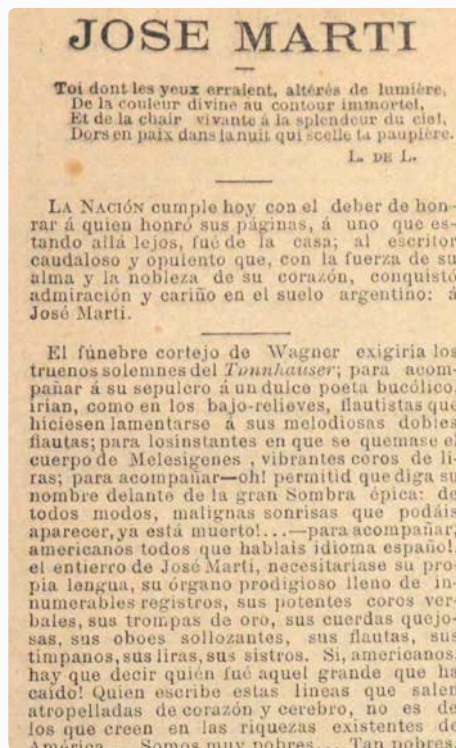 JOSE MARTI
Toi dont les yeux erraient, altérés de lumière,
De la couleur divine au contour immortel,
Et de la chair vivante á la splendeur du ciel,
Dors en paix dans la nuit qui scelle ta paupière.
L. DE L.
LA NACIÓN cumple hoy con el deber de hon-
rar á quien honró sus páginas, á uno que es-
tando allá lejos, fué de la casa; al escritor
caudaloso y opulento que, con la fuerza de su
alma y la nobleza de su corazón, conquistó
admiración y cariño en el suelo argentino: á
José Marti.
El fúnebre cortejo de Wagner exigiría los
truenos solemnes del Tannhauser; para acom-
pañar á su sepulcro á un dulce poeta bucólico,
irían, como en los bajo-relieves, flautistas que
hiciesen lamentarse á sus melodiosas dobles
flautas; para los instantes en que se quemase el
cuerpo de Melesigenes, vibrantes coros de li-
ras; para acompañar—oh! permitid que diga su
nombre delante de la gran Sombra épica: de
todos modos, malignas sonrisas que podáis
aparecer, ya está muerto!...—para acompañar,
americanos todos que hablais idioma español,
el entierro de José Marti, necesitaríase su pro-
pia lengua, su órgano prodigioso lleno de in-
numerables registros, sus potentes coros ver-
bales, sus trompas de oro, sus cuerdas quejo-
sas, sus oboes sollozantes, sus flautas, sus
tímpanos, sus liras, sus sistros. Si, americanos,
hay que decir quién fué aquel grande que ha
caído! Quien escribe estas lineas que salen
atropelladas de corazón y cerebro, no es de
los que creen en las riquezas existentes de
América... Somos muy pobres... Tan pobres,